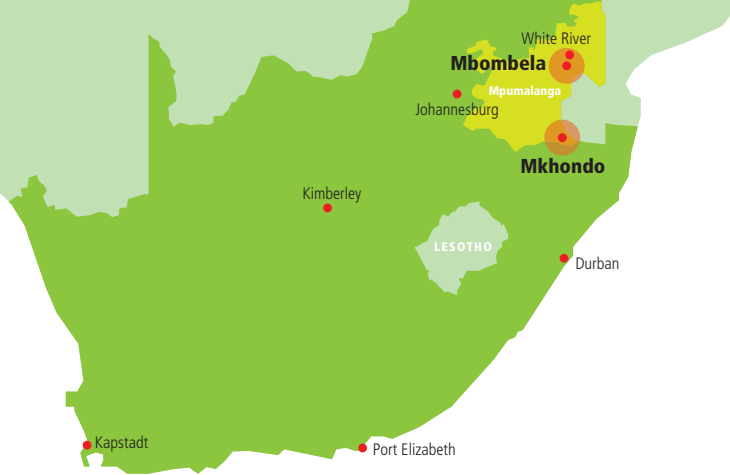 White River
Mbombela
Mpumalanga
Johannesburg
Mkhondo
Kimberley
LESOTHO
Durban
Kapstadt
Port Elizabeth